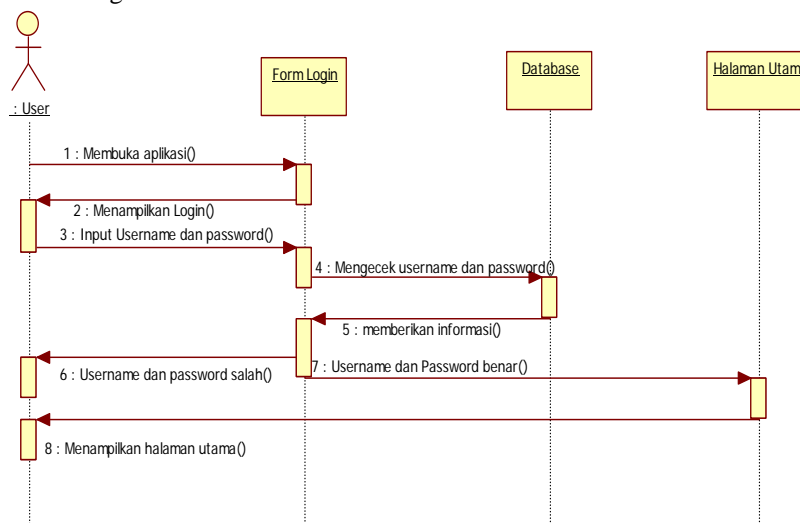 Form Login
Database
Halaman Utam
: User
1 : Membuka aplikasi()
2 : Menampilkan Login()
3 : Input Username dan password()
4 : Mengecek username dan password()
5 : memberikan informasi()
6 : Username dan password salah()
7 : Username dan Password benar()
8 : Menampilkan halaman utama()